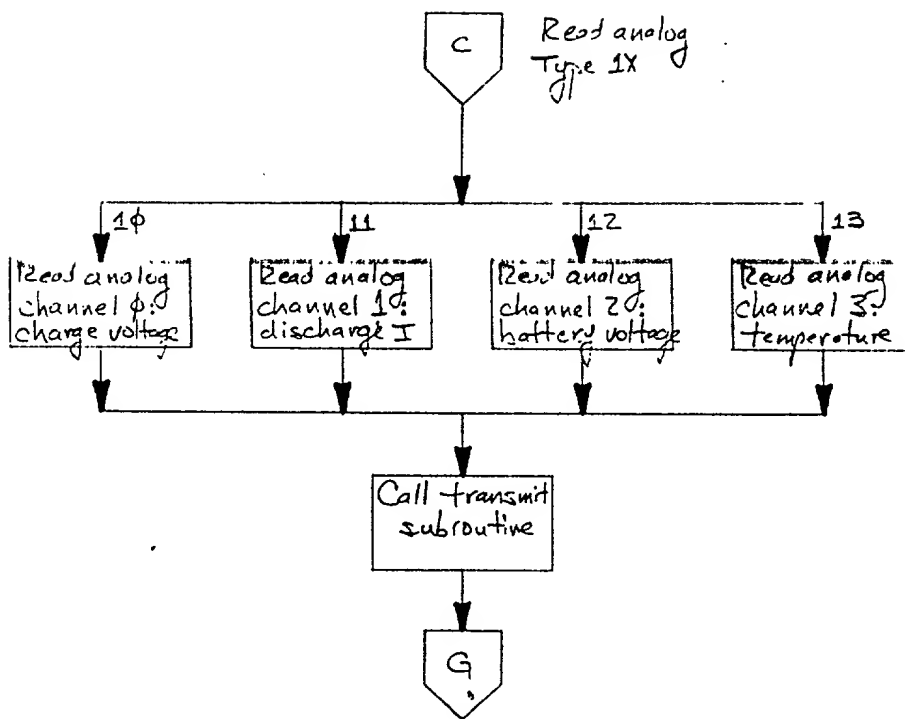 C
Read analog
Type 1X
1ϕ
11
12
13
Read analog
channel ϕ:
charge voltage
Read analog
channel 1:
discharge I
Read analog
channel 2:
battery voltage
Read analog
channel 3:
temperature
Call transmit
subroutine
G